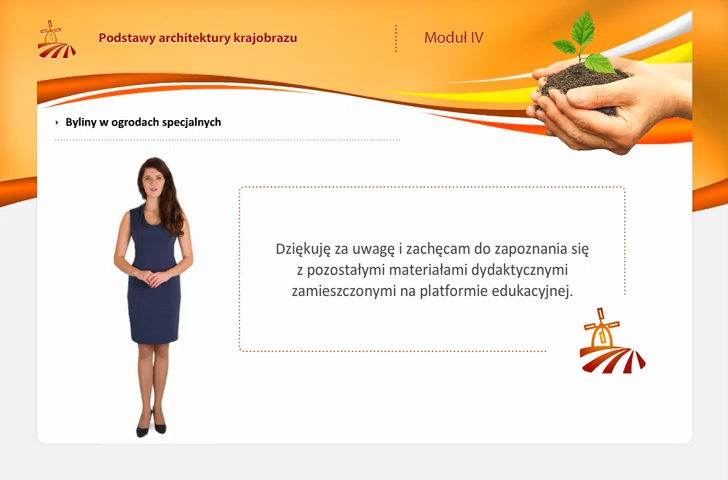 Podstawy architektury krajobrazu
Moduł IV
Byliny w ogrodach specjalnych
Dziękuję za uwagę i zachęcam do zapoznania się
z pozostałymi materiałami dydaktycznymi
zamieszczonymi na platformie edukacyjnej.